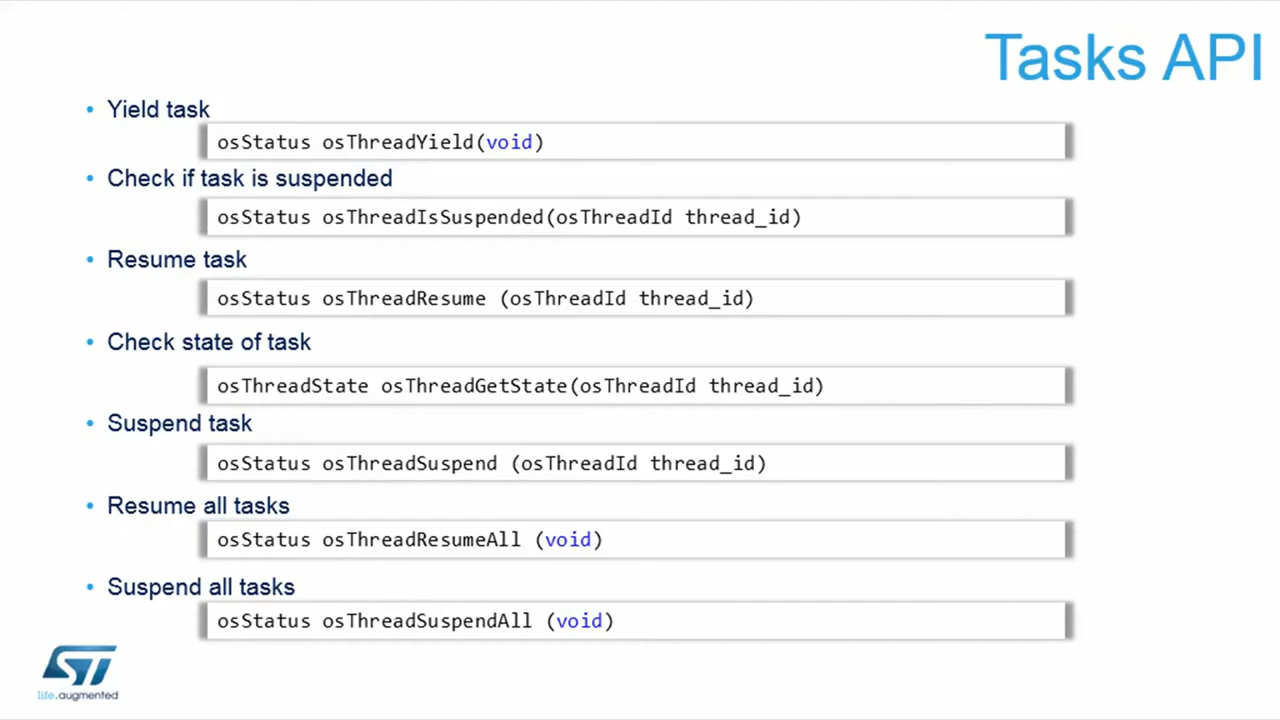 Tasks API
• Yield task
osStatus osThreadYield(void)
• Check if task is suspended
osStatus osThreadIsSuspended(osThreadId thread_id)
• Resume task
osStatus osThreadResume (osThreadId thread_id)
• Check state of task
osThreadState osThreadGetState(osThreadId thread_id)
• Suspend task
osStatus osThreadSuspend (osThreadId thread_id)
• Resume all tasks
osStatus osThreadResumeAll (void)
• Suspend all tasks
osStatus osThreadSuspendAll (void)
ST
life.augmented